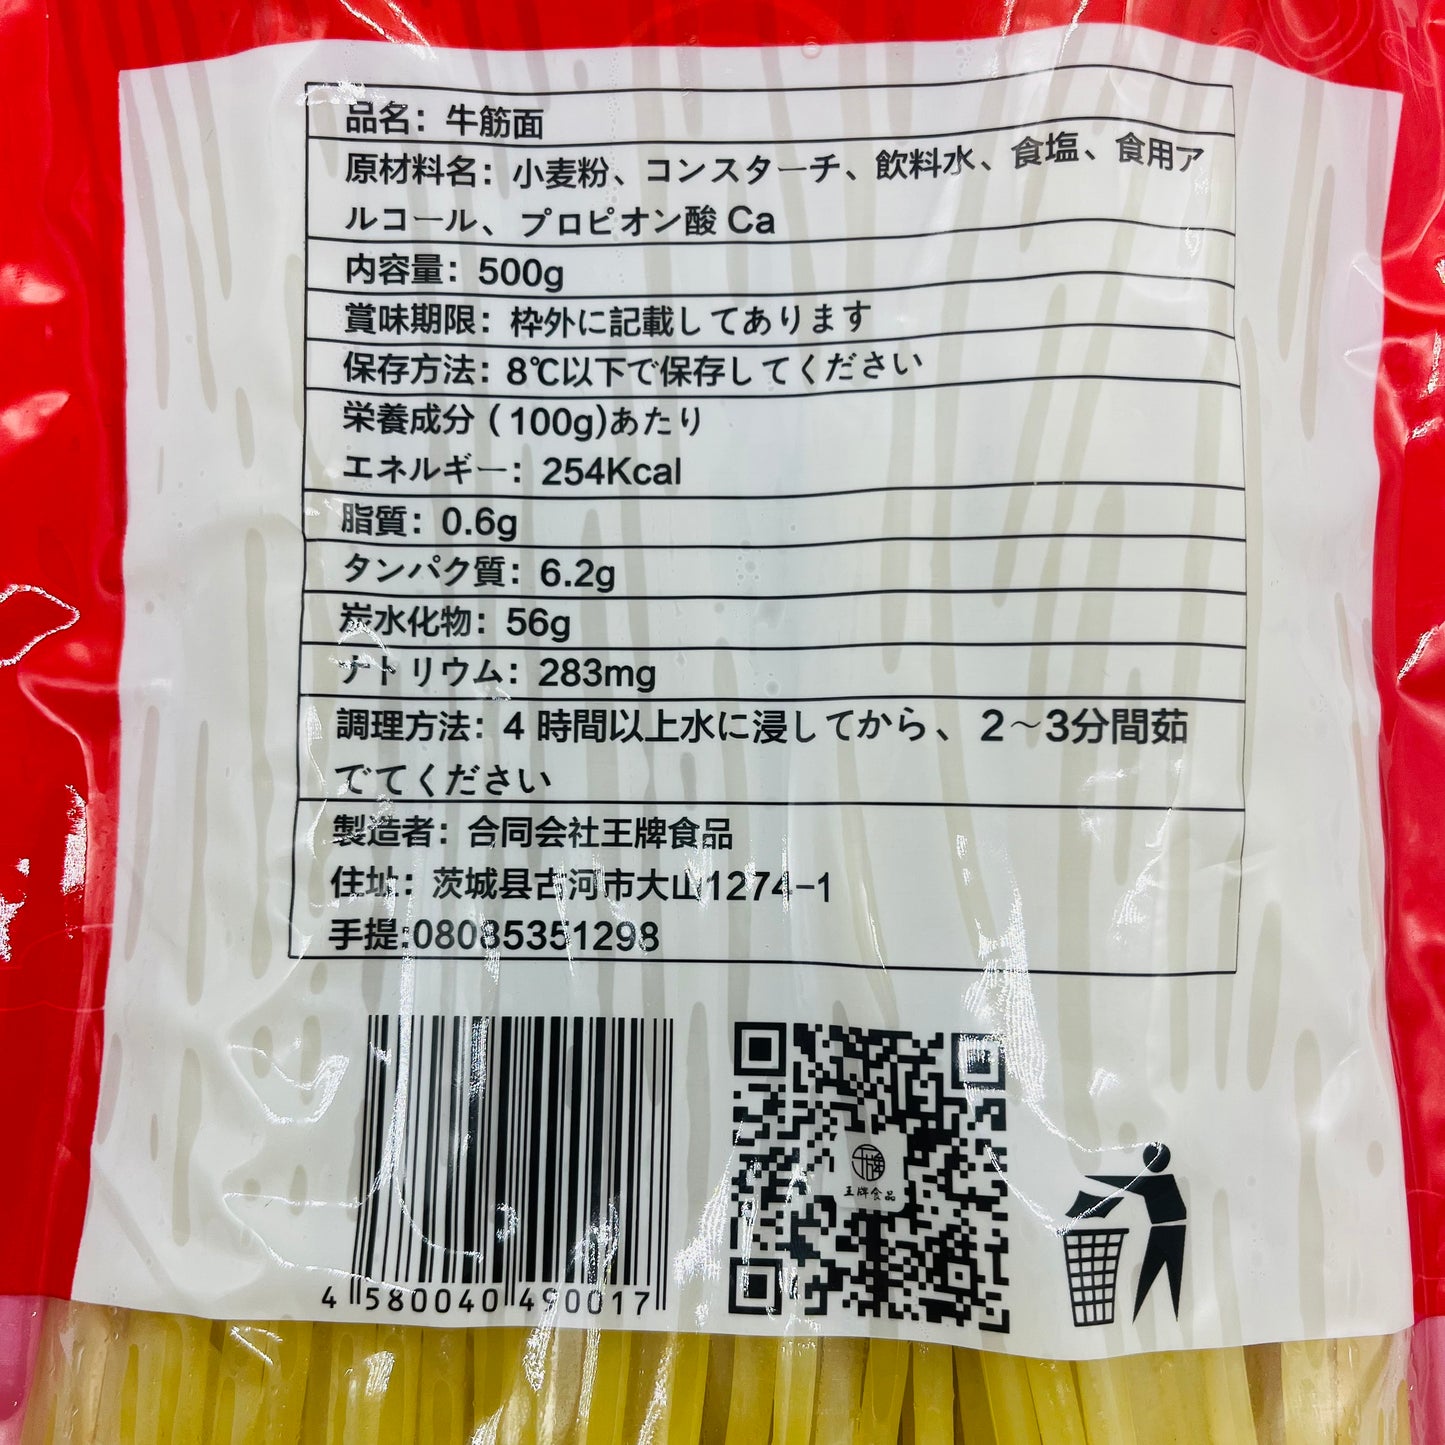 品名：牛筋面
原材料名：小麦粉、コンスターチ、飲料水、食塩、食用ア
ルコール、プロピオン酸 Ca
内容量：500g
賞味期限：枠外に記載してあります
保存方法：8℃以下で保存してください
栄養成分 ( 100g)あたり
エネルギー：254Kcal
脂質：0.6g
タンパク質：6.2g
炭水化物：56g
ナトリウム：283mg
調理方法：4 時間以上水に浸してから、2～3分間茹
でてください
製造者：合同会社王牌食品
住址：茨城县古河市大山1274-1
手提:08085351298
王牌食品
4 580040 490017